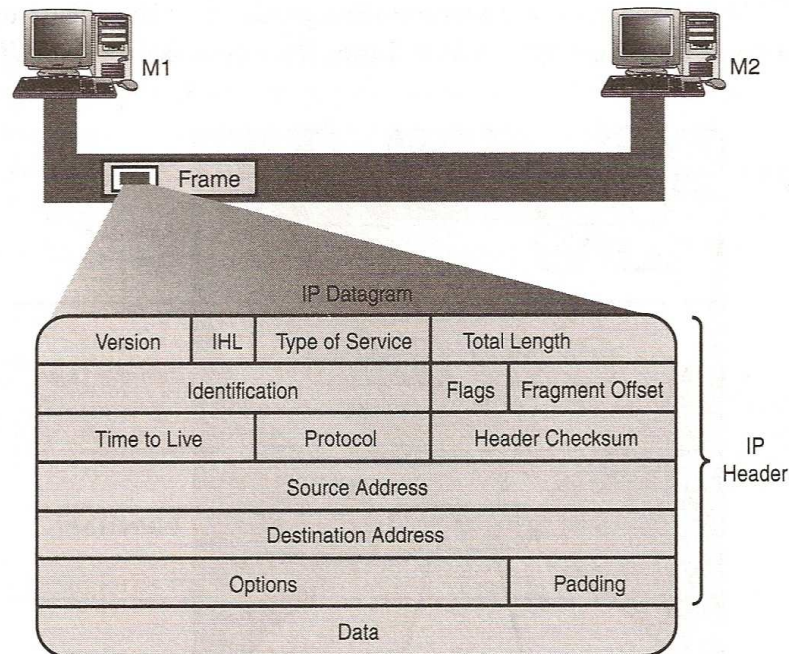 M1
M2
Frame
IP Datagram
Version IHL Type of Service Total Length
Identification Flags Fragment Offset
Time to Live Protocol Header Checksum
Source Address
Destination Address
Options Padding
Data
IP
Header